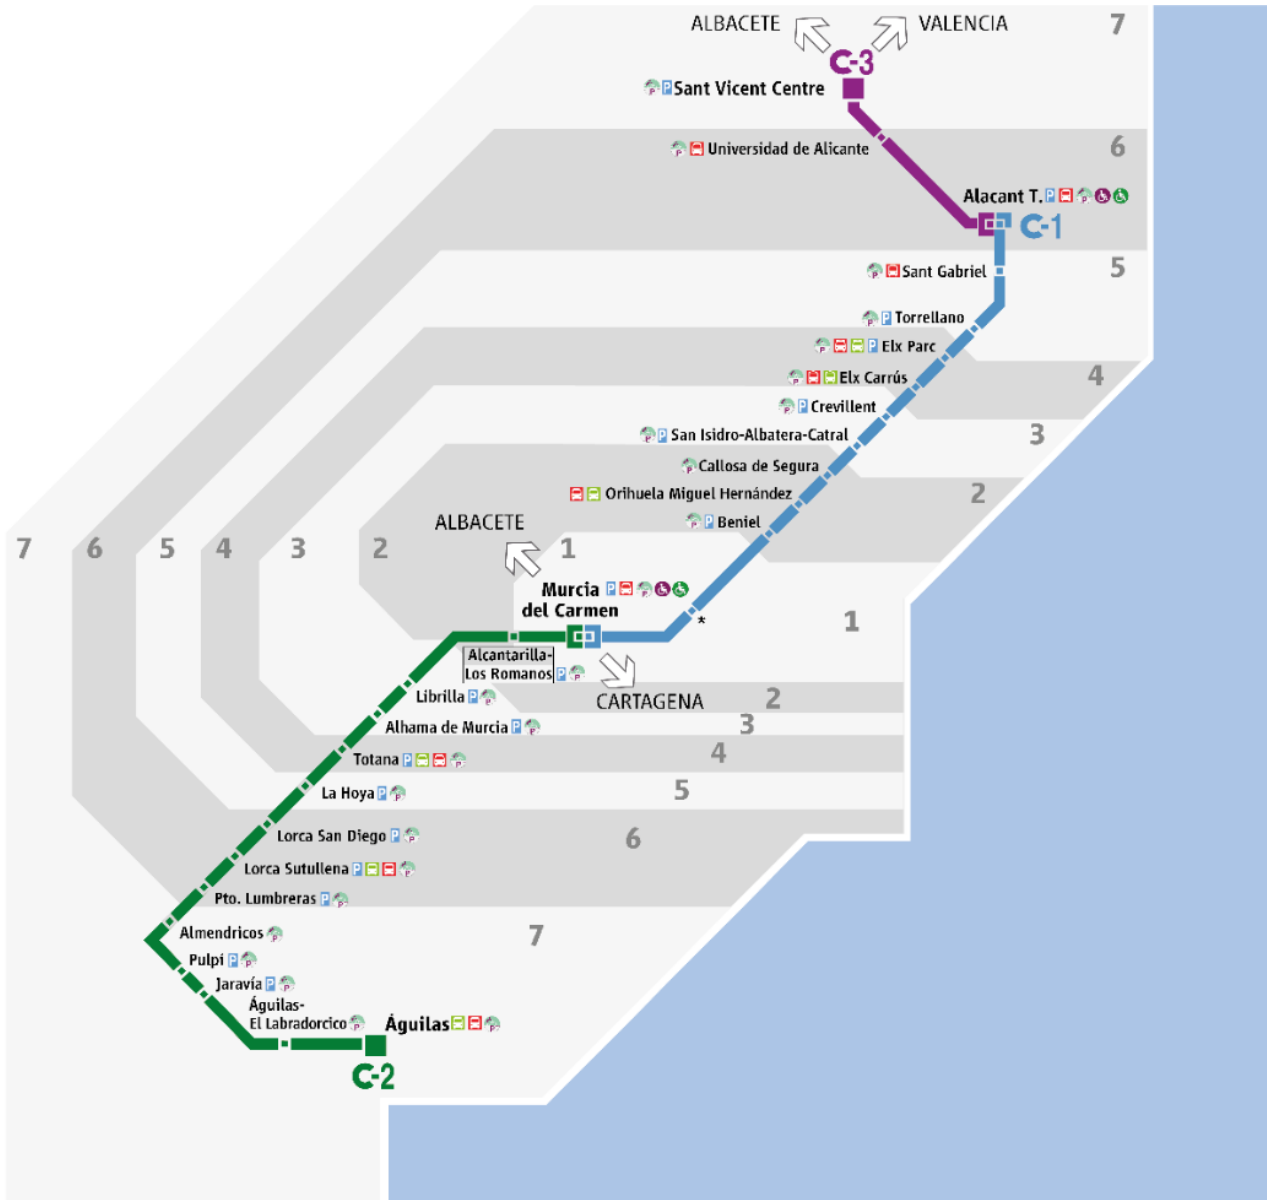 ALBACETE
VALENCIA
7
C-3
P Sant Vicent Centre
Universidad de Alicante
6
Alacant T. P
C-1
Sant Gabriel
5
P Torrellano
P Elx Parc
4
Elx Carrús
P Crevillent
3
P San Isidro-Albatera-Catral
Callosa de Segura
Orihuela Miguel Hernández
2
P Beniel
ALBACETE
7
6
5
4
3
2
1
Murcia P
del Carmen
*
1
Alcantarilla-
Los Romanos P
CARTAGENA
Librilla P
2
Alhama de Murcia P
3
Totana P
4
La Hoya P
5
Lorca San Diego P
6
Lorca Sutullena P
Pto. Lumbreras P
Almendricos
7
Pulpí P
Jaravía P
Águilas-
El Labradorcico
Águilas
C-2